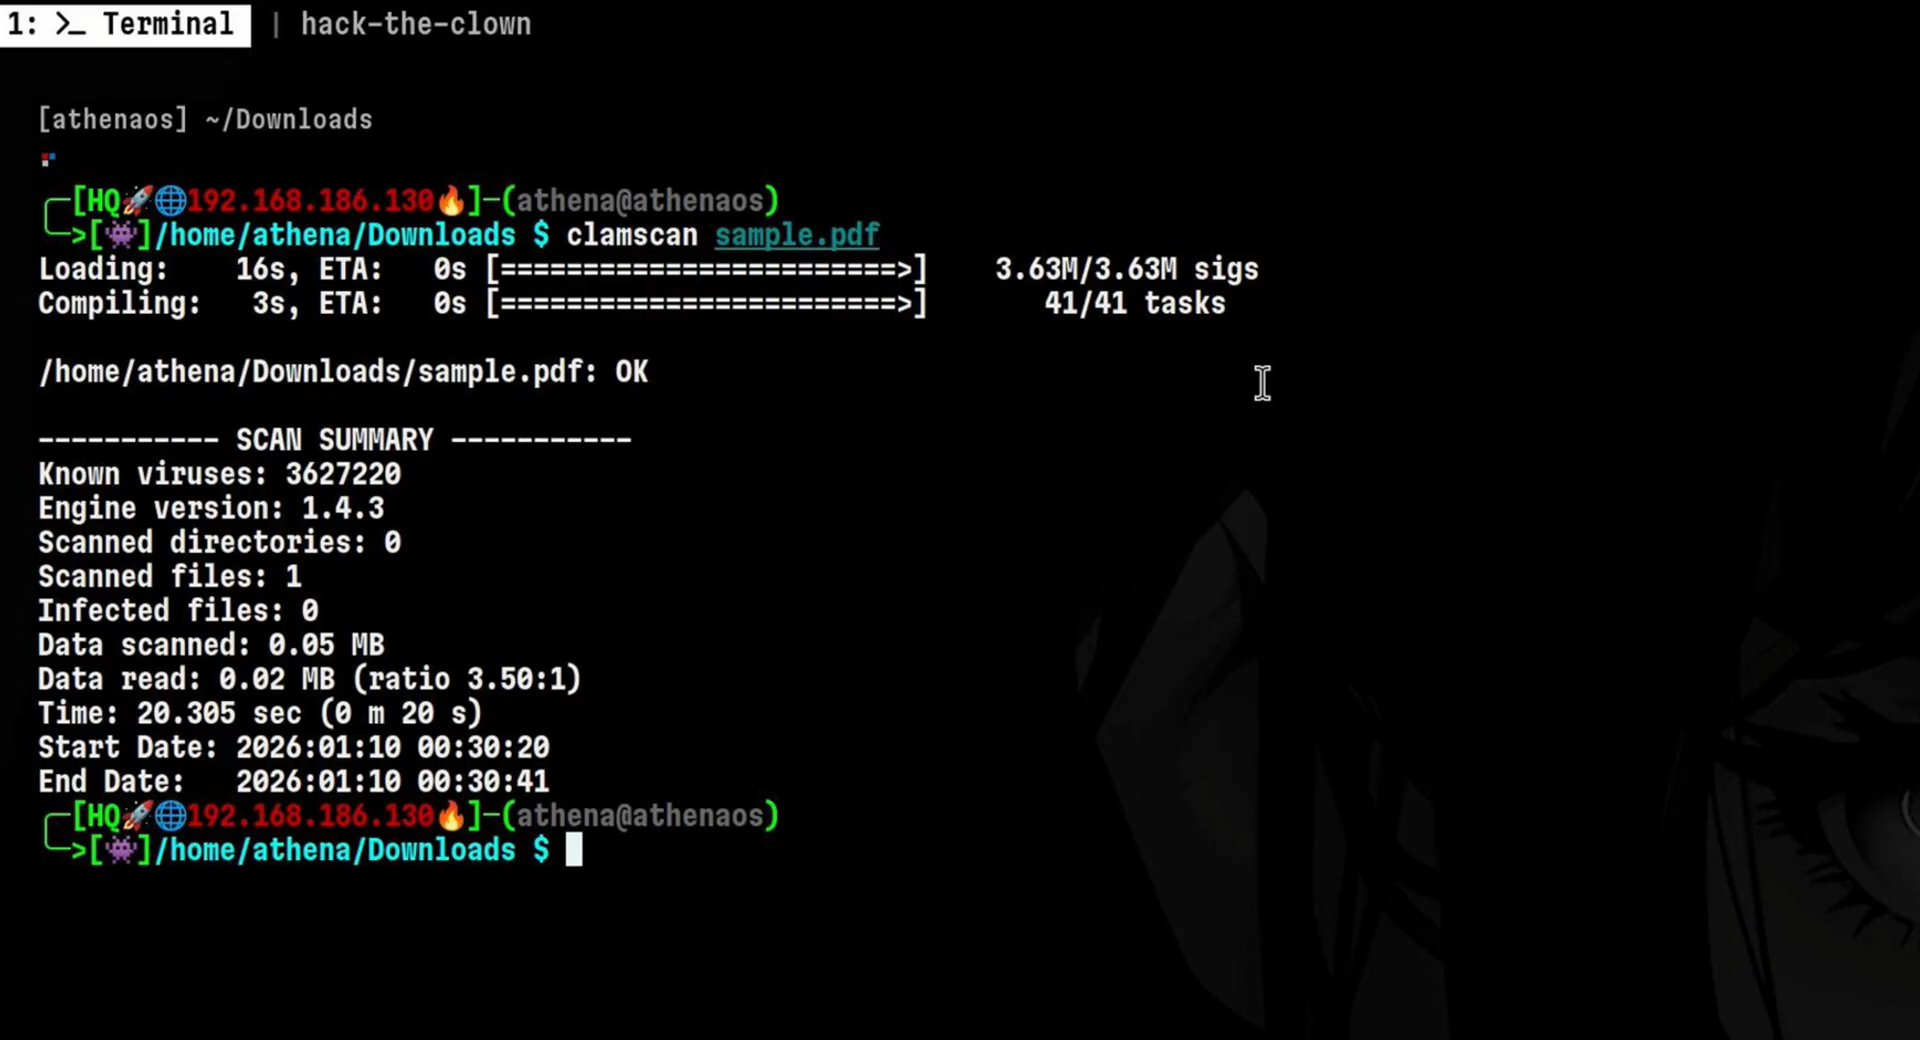 1: >_ Terminal | hack-the-clown
[athenaos] ~/Downloads
╭─[HQ🚀🌐192.168.186.130🔥]─(athena@athenaos)
╰─>[👾]/home/athena/Downloads $ clamscan sample.pdf
Loading:    16s, ETA:   0s [========================>]    3.63M/3.63M sigs
Compiling:   3s, ETA:   0s [========================>]       41/41 tasks
/home/athena/Downloads/sample.pdf: OK
----------- SCAN SUMMARY -----------
Known viruses: 3627220
Engine version: 1.4.3
Scanned directories: 0
Scanned files: 1
Infected files: 0
Data scanned: 0.05 MB
Data read: 0.02 MB (ratio 3.50:1)
Time: 20.305 sec (0 m 20 s)
Start Date: 2026:01:10 00:30:20
End Date:   2026:01:10 00:30:41
╭─[HQ🚀🌐192.168.186.130🔥]─(athena@athenaos)
╰─>[👾]/home/athena/Downloads $